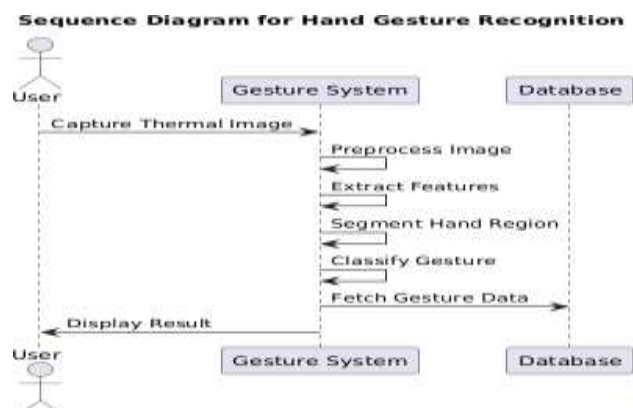 Sequence Diagram for Hand Gesture Recognition
User
Gesture System
Database
Capture Thermal Image
Preprocess Image
Extract Features
Segment Hand Region
Classify Gesture
Fetch Gesture Data
Display Result
User
Gesture System
Database